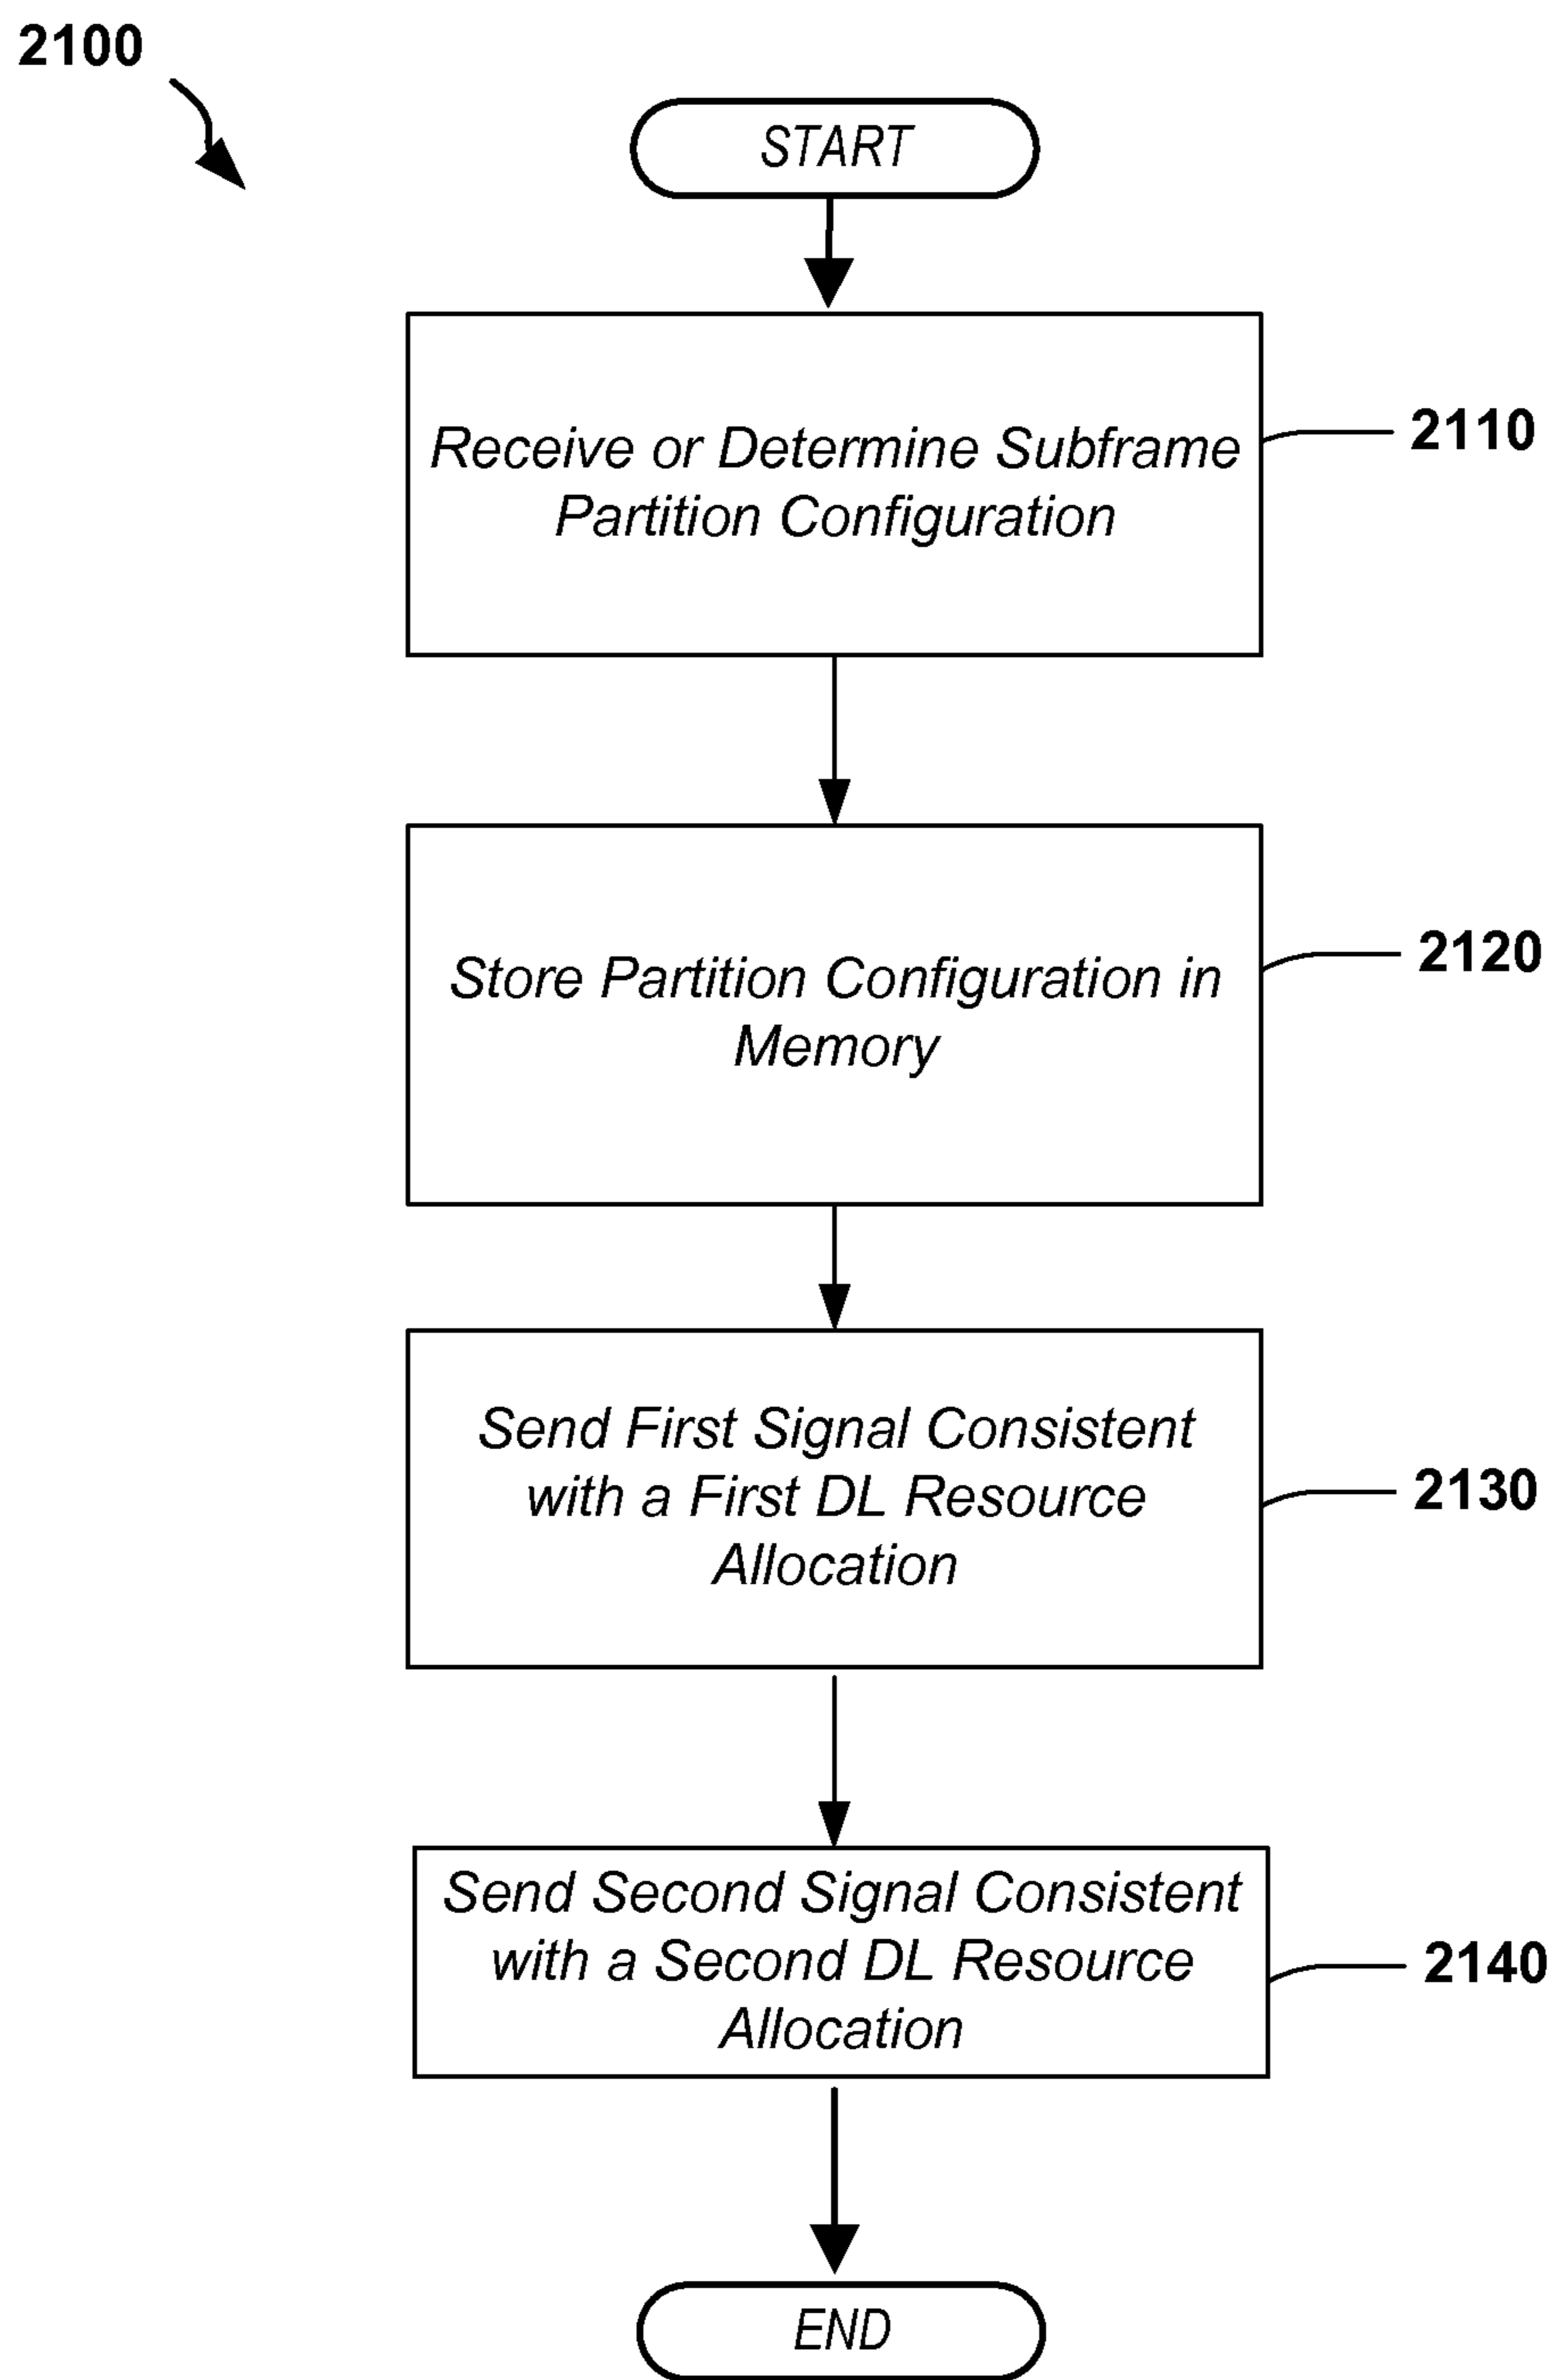 2100
START
Receive or Determine Subframe
Partition Configuration
2110
Store Partition Configuration in
Memory
2120
Send First Signal Consistent
with a First DL Resource
Allocation
2130
Send Second Signal Consistent
with a Second DL Resource
Allocation
2140
END